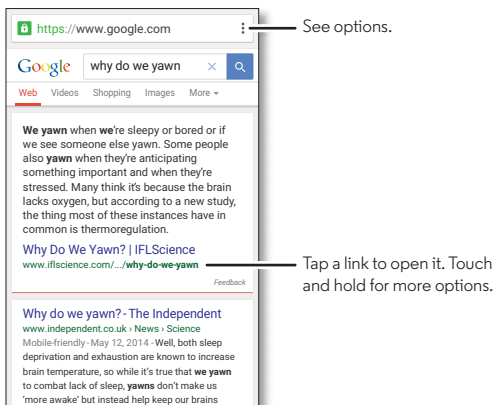 https://www.google.com
See options.
Google why do we yawn ×
Web Videos Shopping Images More
We yawn when we're sleepy or bored or if
we see someone else yawn. Some people
also yawn when they're anticipating
something important and when they're
stressed. Many think it's because the brain
lacks oxygen, but according to a new study,
the thing most of these instances have in
common is thermoregulation.
Why Do We Yawn? | IFLScience
www.iflscience.com/.../why-do-we-yawn
Tap a link to open it. Touch
and hold for more options.
Feedback
Why do we yawn? - The Independent
www.independent.co.uk › News › Science
Mobile-friendly - May 12, 2014 - Well, both sleep
deprivation and exhaustion are known to increase
brain temperature, so while it's true that we yawn
to combat lack of sleep, yawns don't make us
'more awake' but instead help keep our brains